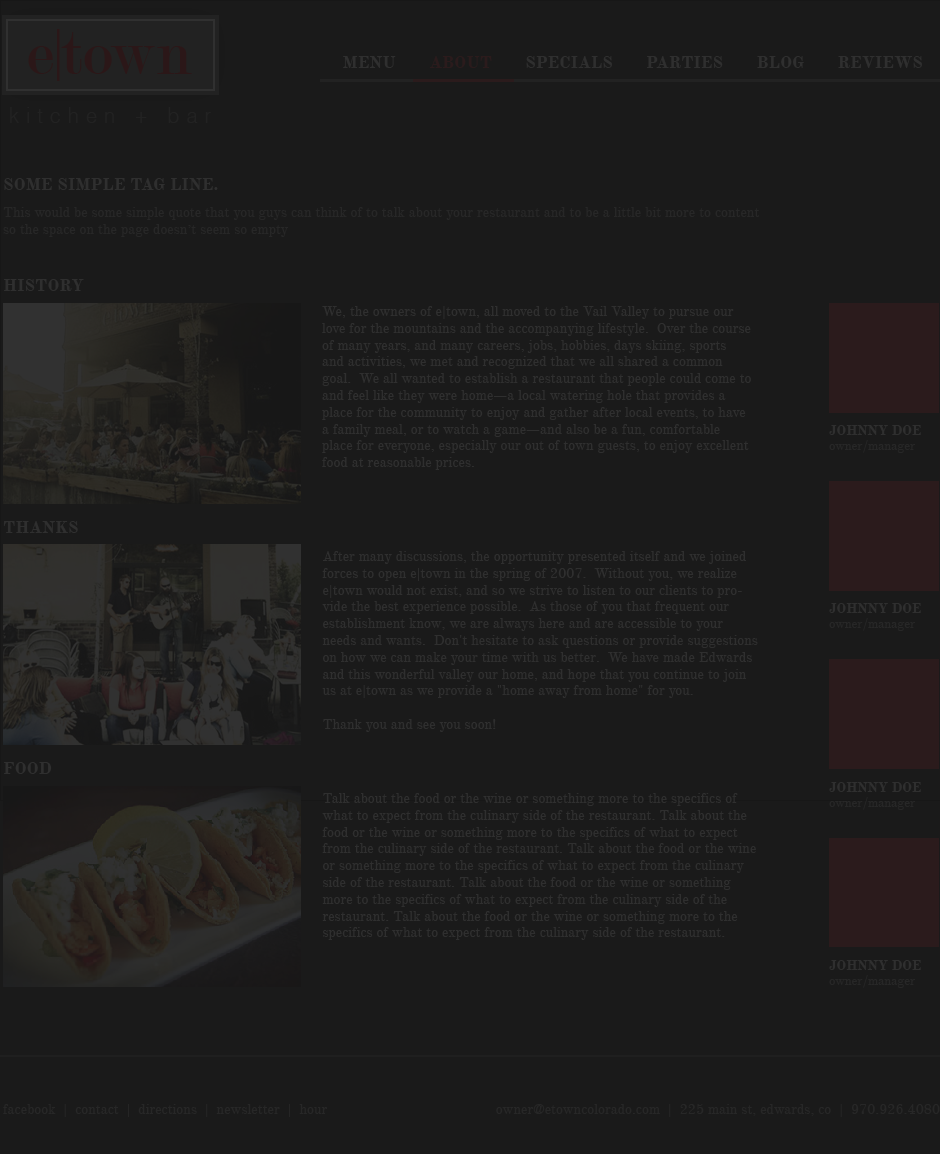 e|town
kitchen + bar
MENU ABOUT SPECIALS PARTIES BLOG REVIEWS
SOME SIMPLE TAG LINE.
This would be some simple quote that you guys can think of to talk about your restaurant and to be a little bit more to content
so the space on the page doesn't seem so empty
HISTORY
We, the owners of e|town, all moved to the Vail Valley to pursue our
love for the mountains and the accompanying lifestyle.  Over the course
of many years, and many careers, jobs, hobbies, days skiing, sports
and activities, we met and recognized that we all shared a common
goal.  We all wanted to establish a restaurant that people could come to
and feel like they were home—a local watering hole that provides a
place for the community to enjoy and gather after local events, to have
a family meal, or to watch a game—and also be a fun, comfortable
place for everyone, especially our out of town guests, to enjoy excellent
food at reasonable prices.
JOHNNY DOE
owner/manager
THANKS
After many discussions, the opportunity presented itself and we joined
forces to open e|town in the spring of 2007.  Without you, we realize
e|town would not exist, and so we strive to listen to our clients to pro-
vide the best experience possible.  As those of you that frequent our
establishment know, we are always here and are accessible to your
needs and wants.  Don't hesitate to ask questions or provide suggestions
on how we can make your time with us better.  We have made Edwards
and this wonderful valley our home, and hope that you continue to join
us at e|town as we provide a "home away from home" for you.
Thank you and see you soon!
JOHNNY DOE
owner/manager
FOOD
Talk about the food or the wine or something more to the specifics of
what to expect from the culinary side of the restaurant. Talk about the
food or the wine or something more to the specifics of what to expect
from the culinary side of the restaurant. Talk about the food or the wine
or something more to the specifics of what to expect from the culinary
side of the restaurant. Talk about the food or the wine or something
more to the specifics of what to expect from the culinary side of the
restaurant. Talk about the food or the wine or something more to the
specifics of what to expect from the culinary side of the restaurant.
JOHNNY DOE
owner/manager
JOHNNY DOE
owner/manager
facebook | contact | directions | newsletter | hour
owner@etowncolorado.com | 225 main st, edwards, co | 970.926.4080